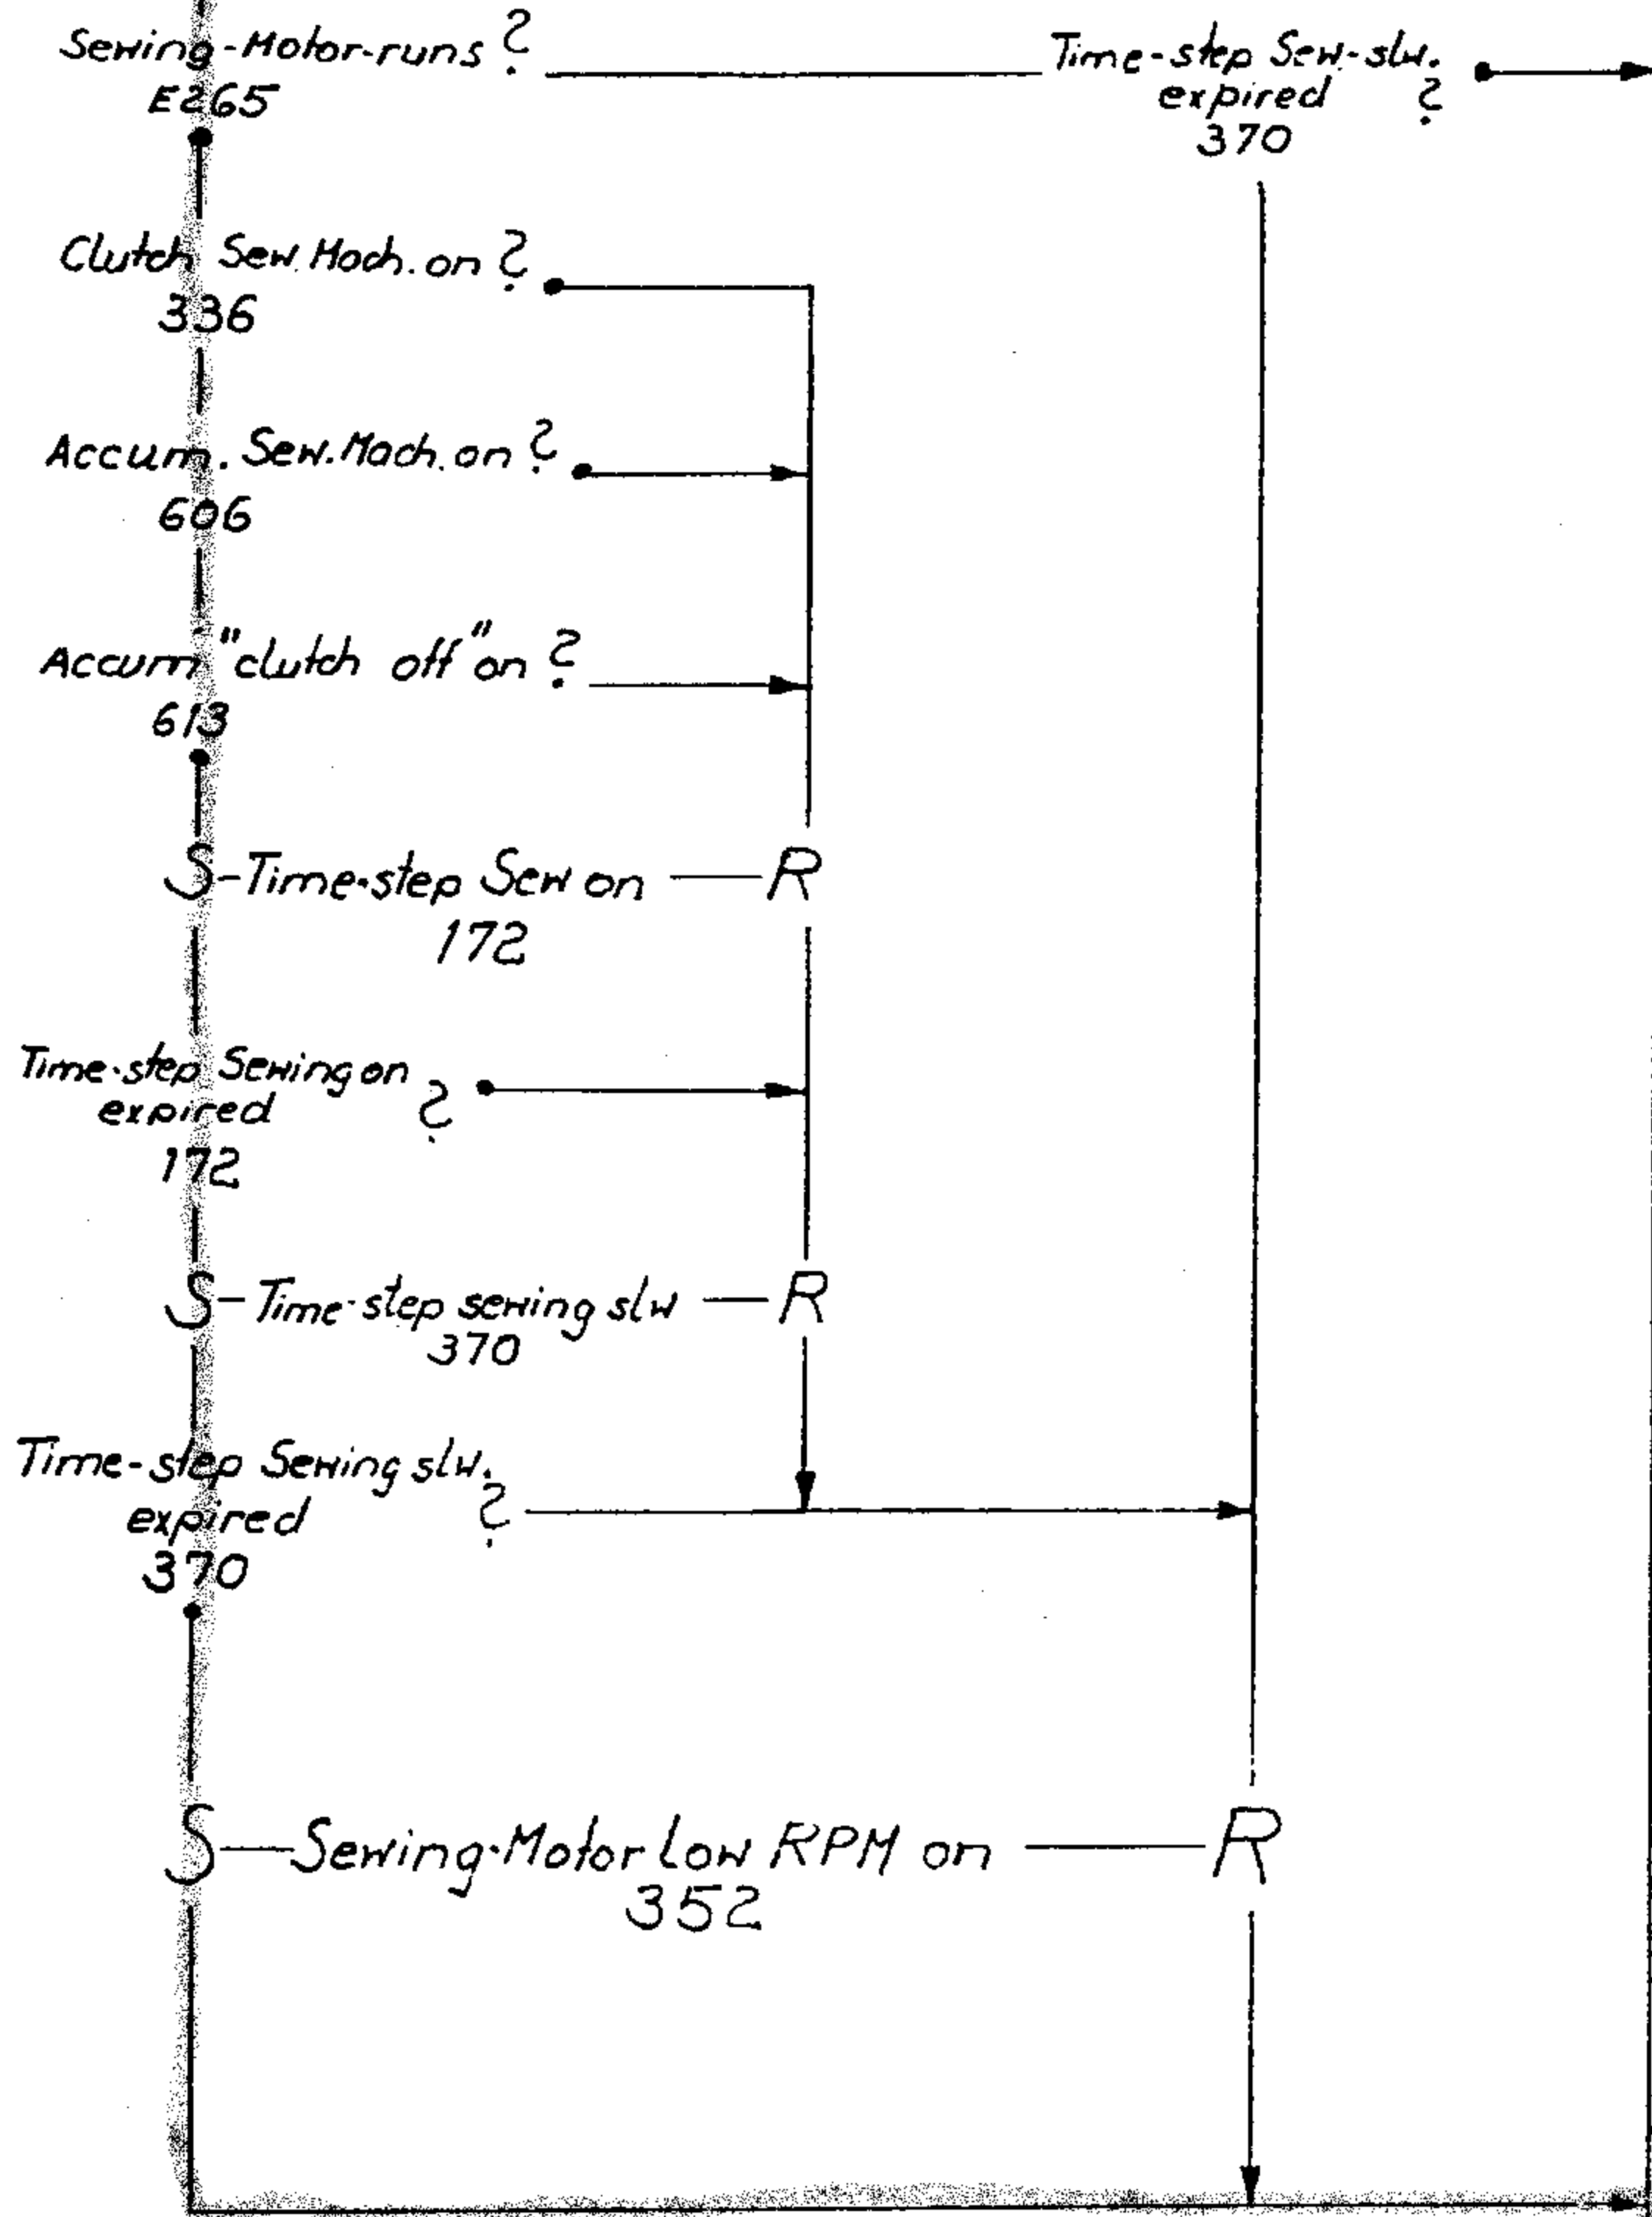 Sewing-Motor-runs ?
E265
Time-step Sew.-slw.
expired ?
370
Clutch Sew. Mach. on ?
336
Accum. Sew. Mach. on ?
606
Accum "clutch off" on ?
613
S - Time-step Sew on — R
172
Time-step Sewing on
expired ?
172
S - Time-step sewing slw — R
370
Time-step Sewing slw.
expired ?
370
S — Sewing-Motor low RPM on — R
352